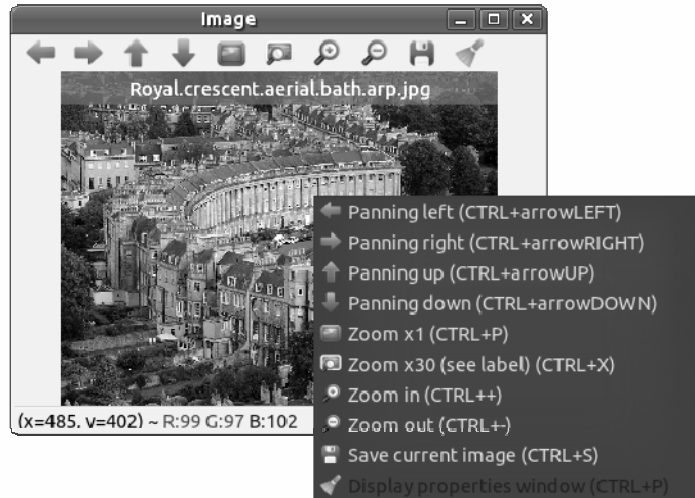 Image
Royal.crescent.aerial.bath.arp.jpg
Panning left (CTRL+arrowLEFT)
Panning right (CTRL+arrowRIGHT)
Panning up (CTRL+arrowUP)
Panning down (CTRL+arrowDOWN)
Zoom x1 (CTRL+P)
Zoom x30 (see label) (CTRL+X)
Zoom in (CTRL++)
(x=485, y=402) ~ R:99 G:97 B:102
Zoom out (CTRL+-)
Save current image (CTRL+S)
Display properties window (CTRL+P)